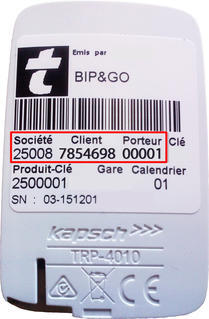 Emis par
t
BIP&GO
Société Client Porteur Clé
25008 7854698 00001
Produit-Clé Gare Calendrier
2500001 01
SN : 03-151201
kapsch >>>
TRP-4010